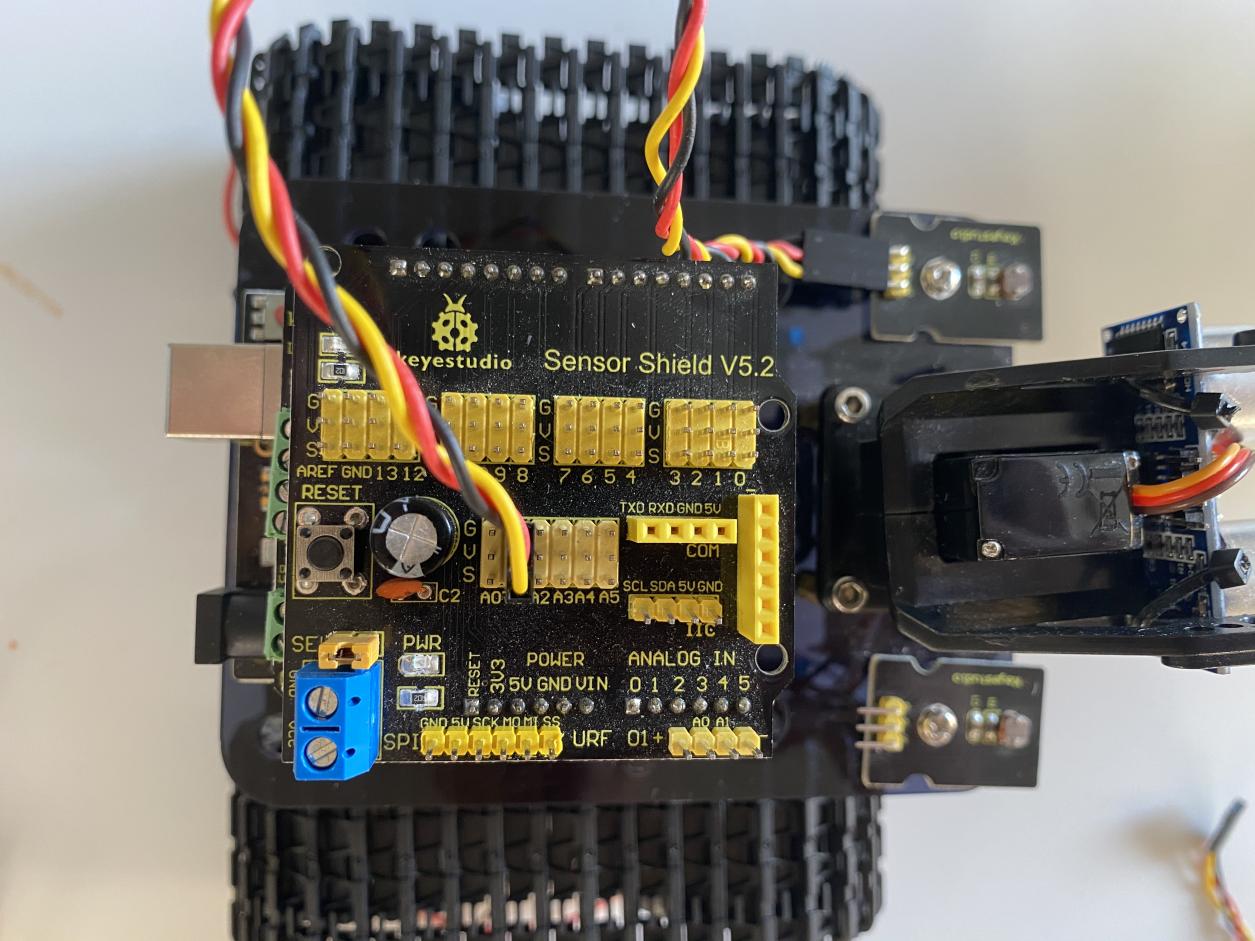 Keyestudio
keyestudio
Sensor Shield V5.2
G
V
S
G
V
S
G
V
S
AREF GND 13 12
9 8
7 6 5 4
3 2 1 0
RESET
TXD RXD GND 5V
COM
G
V
S
A0
A2 A3 A4 A5
C2
SCL SDA 5V GND
IIC
PWR
RESET
3V3
POWER
5V GND VIN
ANALOG IN
0 1 2 3 4 5
GND 5V SCK MO MI SS
SPI
URF
01+
A0 A1
-
Keyestudio